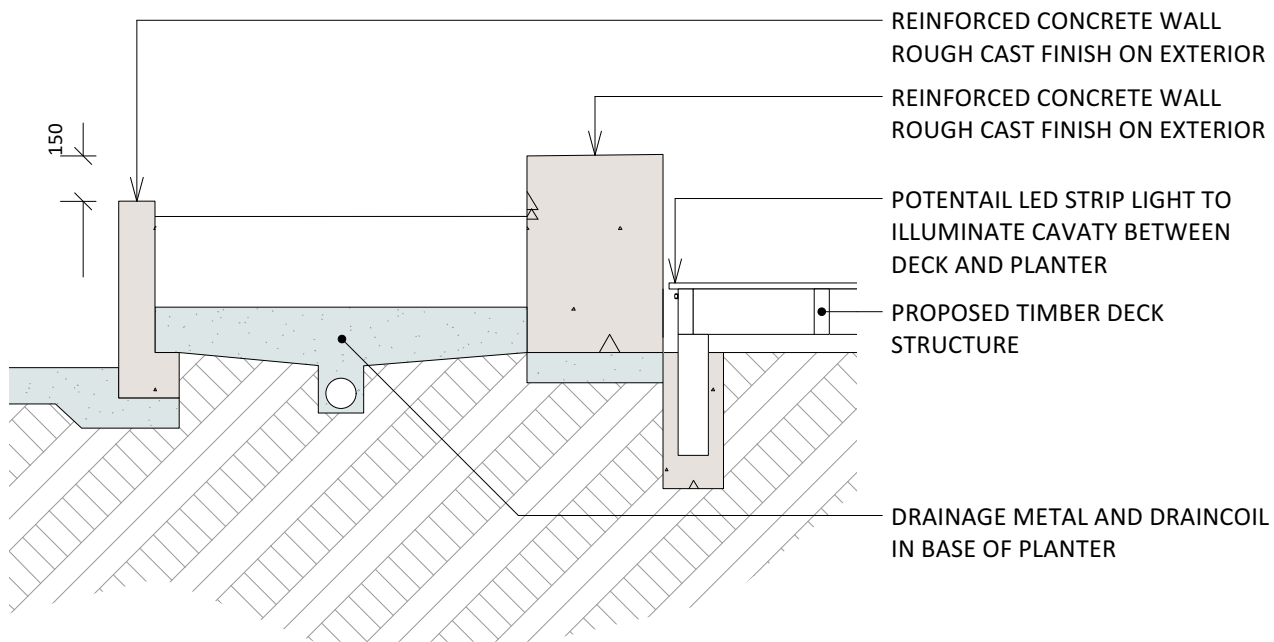 REINFORCED CONCRETE WALL
ROUGH CAST FINISH ON EXTERIOR
REINFORCED CONCRETE WALL
ROUGH CAST FINISH ON EXTERIOR
150
POTENTAIL LED STRIP LIGHT TO
ILLUMINATE CAVATY BETWEEN
DECK AND PLANTER
PROPOSED TIMBER DECK
STRUCTURE
DRAINAGE METAL AND DRAINCOIL
IN BASE OF PLANTER